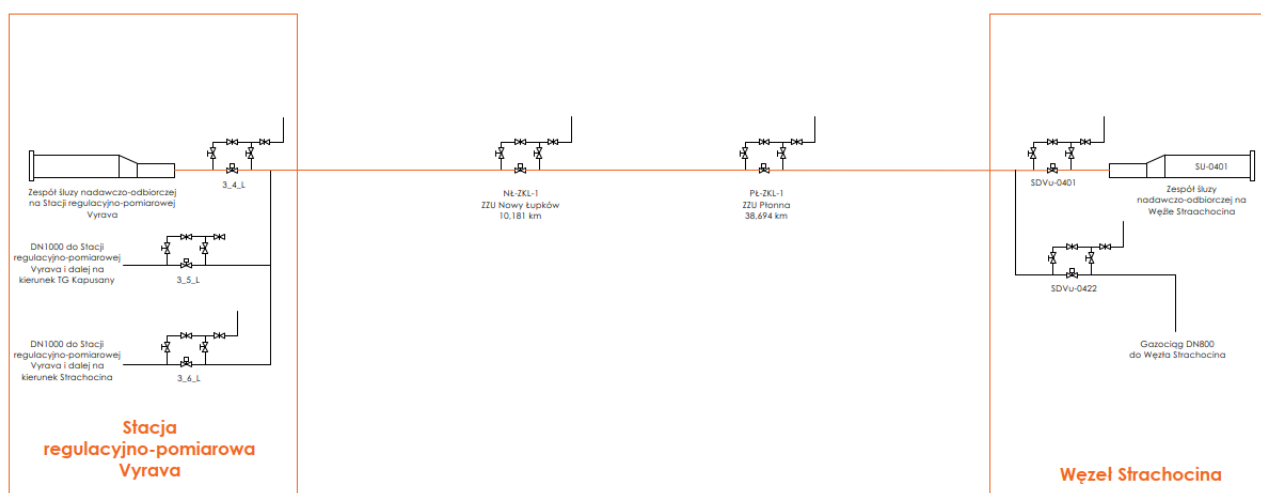 3_4_L
Zespół śluzy nadawczo-odbiorczej
na Stacji regulacyjno-pomiarowej
Vyrava
DN1000 do Stacji
regulacyjno-pomiarowej
Vyrava i dalej na
kierunek TG Kapusany
3_5_L
DN1000 do Stacji
regulacyjno-pomiarowej
Vyrava i dalej na
kierunek Strachocina
3_6_L
Stacja
regulacyjno-pomiarowa
Vyrava
NŁ-ZKL-1
ZZU Nowy Łupków
10,181 km
PŁ-ZKL-1
ZZU Płonna
38,694 km
SDVu-0401
SU-0401
Zespół śluzy
nadawczo-odbiorczej na
Węźle Straachocina
SDVu-0422
Gazociąg DN800
do Węzła Strachocina
Węzeł Strachocina